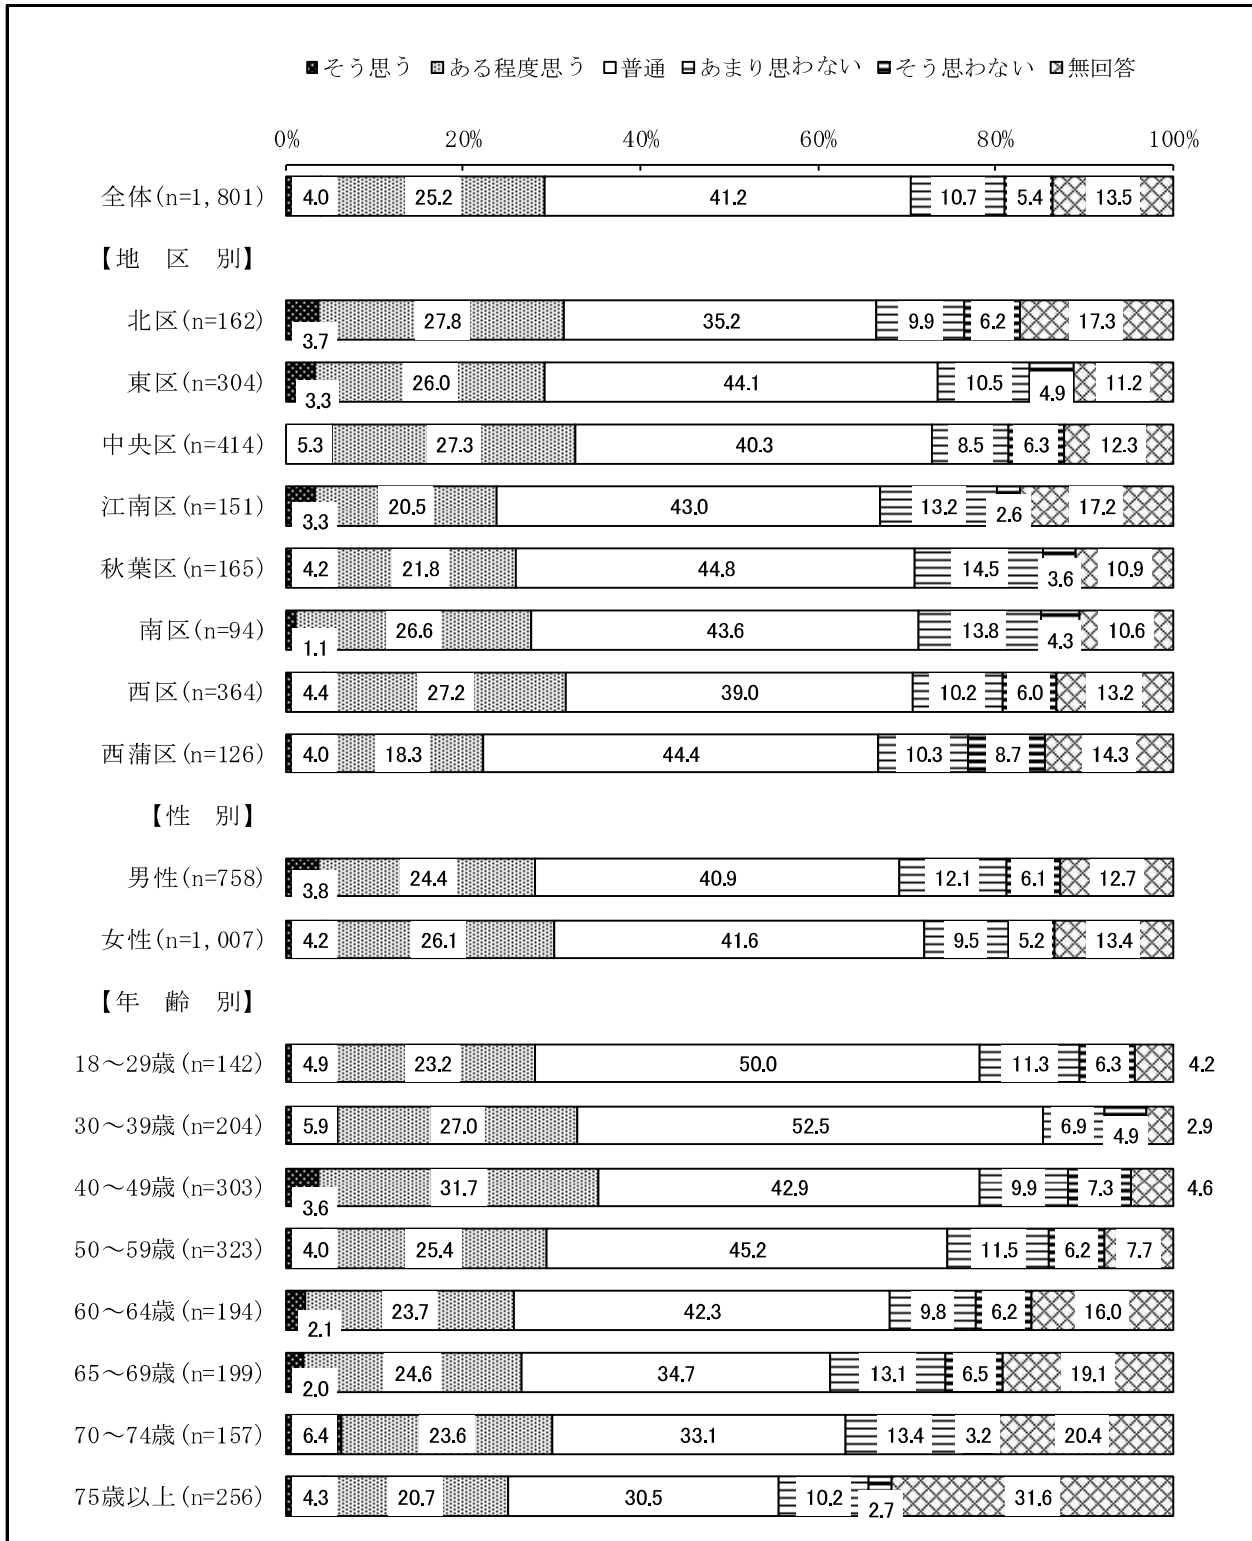 そう思う ある程度思う 普通 あまり思わない そう思わない 無回答
0% 20% 40% 60% 80% 100%
全体(n=1,801) 4.0 25.2 41.2 10.7 5.4 13.5
【地 区 別】
北区(n=162) 3.7 27.8 35.2 9.9 6.2 17.3
東区(n=304) 3.3 26.0 44.1 10.5 4.9 11.2
中央区(n=414) 5.3 27.3 40.3 8.5 6.3 12.3
江南区(n=151) 3.3 20.5 43.0 13.2 2.6 17.2
秋葉区(n=165) 4.2 21.8 44.8 14.5 3.6 10.9
南区(n=94) 1.1 26.6 43.6 13.8 4.3 10.6
西区(n=364) 4.4 27.2 39.0 10.2 6.0 13.2
西蒲区(n=126) 4.0 18.3 44.4 10.3 8.7 14.3
【性 別】
男性(n=758) 3.8 24.4 40.9 12.1 6.1 12.7
女性(n=1,007) 4.2 26.1 41.6 9.5 5.2 13.4
【年 齢 別】
18～29歳(n=142) 4.9 23.2 50.0 11.3 6.3 4.2
30～39歳(n=204) 5.9 27.0 52.5 6.9 4.9 2.9
40～49歳(n=303) 3.6 31.7 42.9 9.9 7.3 4.6
50～59歳(n=323) 4.0 25.4 45.2 11.5 6.2 7.7
60～64歳(n=194) 2.1 23.7 42.3 9.8 6.2 16.0
65～69歳(n=199) 2.0 24.6 34.7 13.1 6.5 19.1
70～74歳(n=157) 6.4 23.6 33.1 13.4 3.2 20.4
75歳以上(n=256) 4.3 20.7 30.5 10.2 2.7 31.6